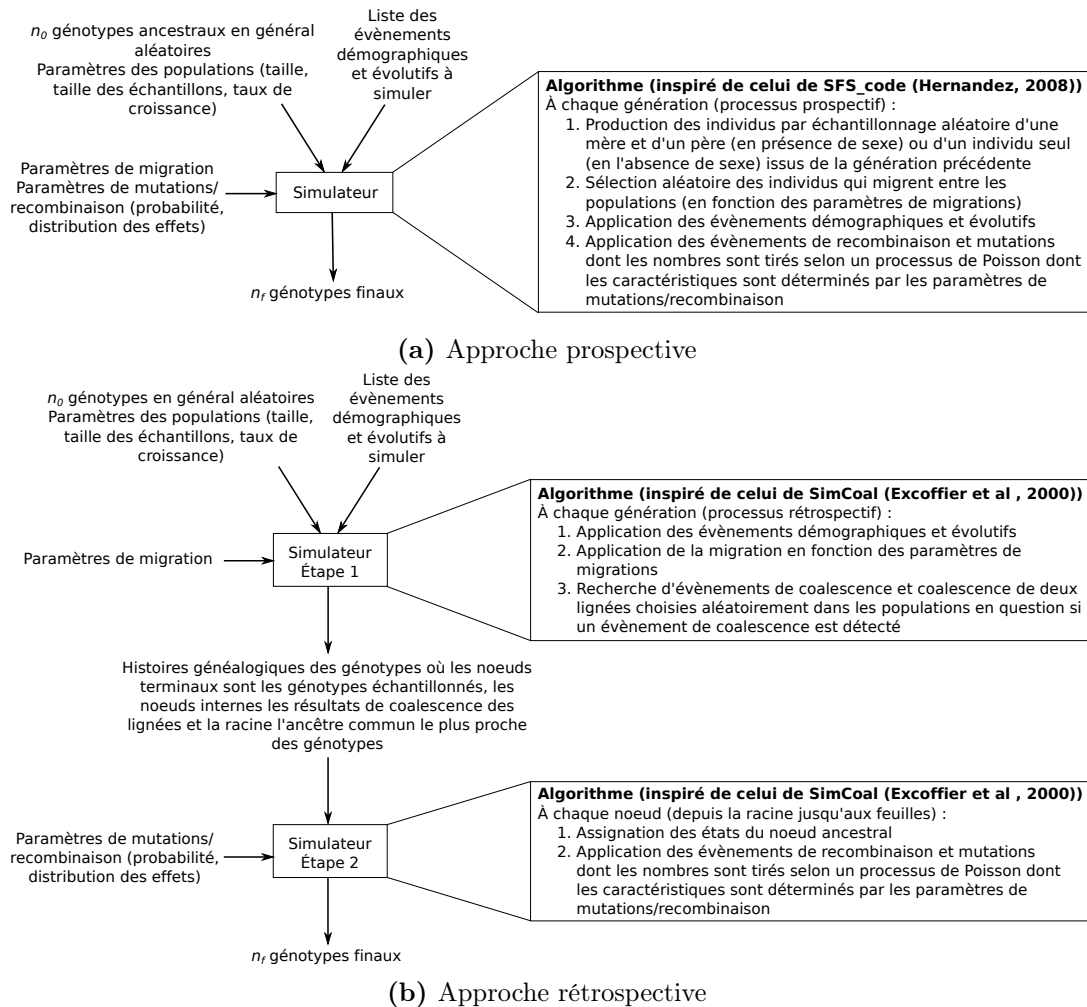 n0 génotypes ancestraux en général
aléatoires
Paramètres des populations (taille,
taille des échantillons, taux de
croissance)
Liste des
évènements
démographiques
et évolutifs à
simuler
Paramètres de migration
Paramètres de mutations/
recombinaison (probabilité,
distribution des effets)
Simulateur
nf génotypes finaux
Algorithme (inspiré de celui de SFS_code (Hernandez, 2008))
À chaque génération (processus prospectif) :
1. Production des individus par échantillonnage aléatoire d'une
mère et d'un père (en présence de sexe) ou d'un individu seul
(en l'absence de sexe) issus de la génération précédente
2. Sélection aléatoire des individus qui migrent entre les
populations (en fonction des paramètres de migrations)
3. Application des évènements démographiques et évolutifs
4. Application des évènements de recombinaison et mutations
dont les nombres sont tirés selon un processus de Poisson dont
les caractéristiques sont déterminés par les paramètres de
mutations/recombinaison
(a) Approche prospective
n0 génotypes en général aléatoires
Paramètres des populations (taille,
taille des échantillons, taux de
croissance)
Liste des
évènements
démographiques
et évolutifs à
simuler
Paramètres de migration
Simulateur
Étape 1
Algorithme (inspiré de celui de SimCoal (Excoffier et al , 2000))
À chaque génération (processus rétrospectif) :
1. Application des évènements démographiques et évolutifs
2. Application de la migration en fonction des paramètres de
migrations
3. Recherche d'évènements de coalescence et coalescence de deux
lignées choisies aléatoirement dans les populations en question si
un évènement de coalescence est détecté
Histoires généalogiques des génotypes où les noeuds
terminaux sont les génotypes échantillonnés, les
noeuds internes les résultats de coalescence des
lignées et la racine l'ancêtre commun le plus proche
des génotypes
Paramètres de mutations/
recombinaison (probabilité,
distribution des effets)
Simulateur
Étape 2
Algorithme (inspiré de celui de SimCoal (Excoffier et al , 2000))
À chaque noeud (depuis la racine jusqu'aux feuilles) :
1. Assignation des états du noeud ancestral
2. Application des évènements de recombinaison et mutations
dont les nombres sont tirés selon un processus de Poisson dont
les caractéristiques sont déterminés par les paramètres de
mutations/recombinaison
nf génotypes finaux
(b) Approche rétrospective